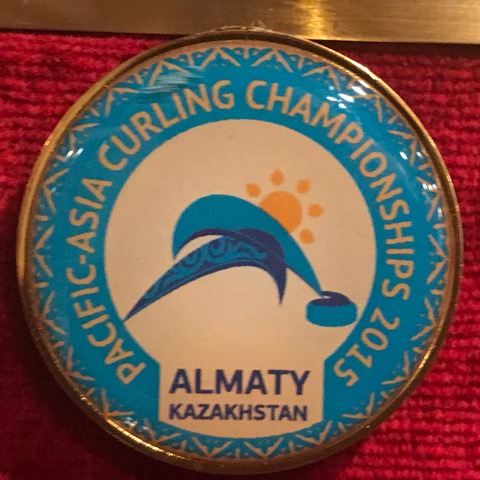 PACIFIC-ASIA CURLING CHAMPIONSHIPS 2015
ALMATY
KAZAKHSTAN